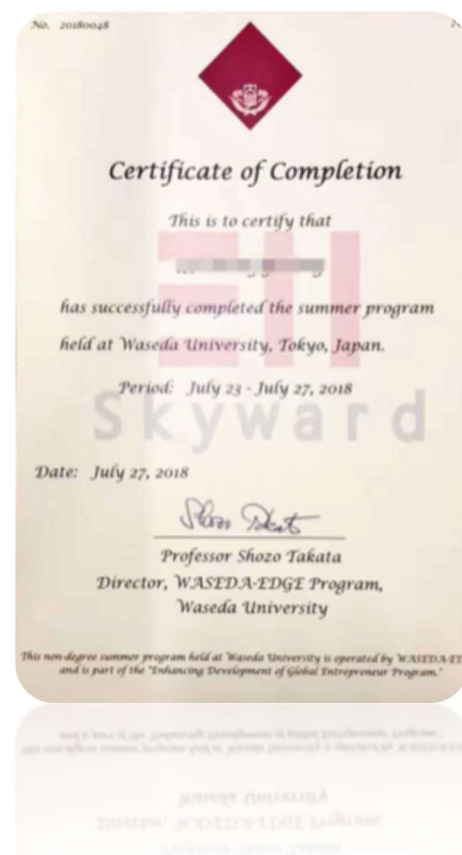 No. 20180048
Certificate of Completion
This is to certify that
has successfully completed the summer program
held at Waseda University, Tokyo, Japan.
Period: July 23 - July 27, 2018
Skyward
Date: July 27, 2018
Professor Shozo Takata
Director, WASEDA-EDGE Program,
Waseda University
This non-degree summer program held at Waseda University is operated by WASEDA-E
and is part of the "Enhancing Development of Global Entrepreneur Program."